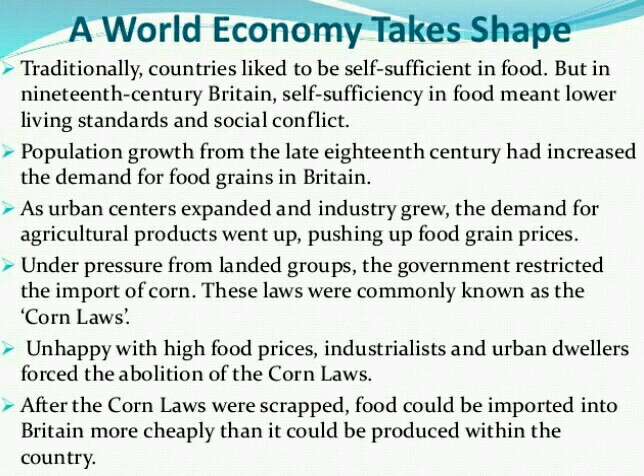 A World Economy Takes Shape
➢ Traditionally, countries liked to be self-sufficient in food. But in
nineteenth-century Britain, self-sufficiency in food meant lower
living standards and social conflict.
➢ Population growth from the late eighteenth century had increased
the demand for food grains in Britain.
➢ As urban centers expanded and industry grew, the demand for
agricultural products went up, pushing up food grain prices.
➢ Under pressure from landed groups, the government restricted
the import of corn. These laws were commonly known as the
‘Corn Laws’.
➢ Unhappy with high food prices, industrialists and urban dwellers
forced the abolition of the Corn Laws.
➢ After the Corn Laws were scrapped, food could be imported into
Britain more cheaply than it could be produced within the
country.